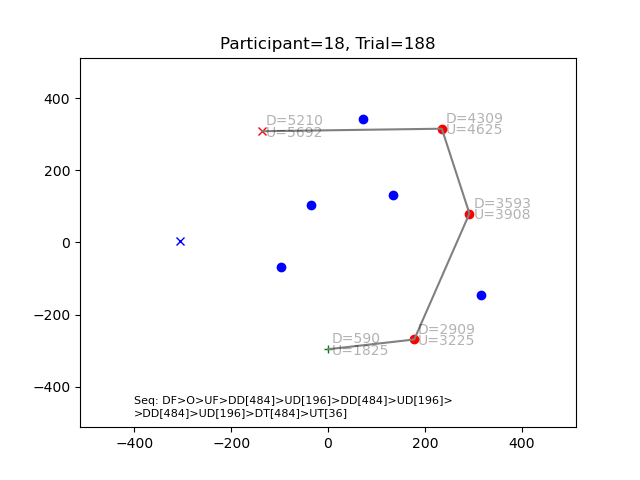 Participant=18, Trial=188
400
200
0
−200
−400
−400
−200
0
200
400
D=5210
U=5692
D=4309
U=4625
D=3593
U=3908
D=2909
U=3225
D=590
U=1825
Seq: DF>O>UF>DD[484]>UD[196]>DD[484]>UD[196]>
>DD[484]>UD[196]>DT[484]>UT[36]